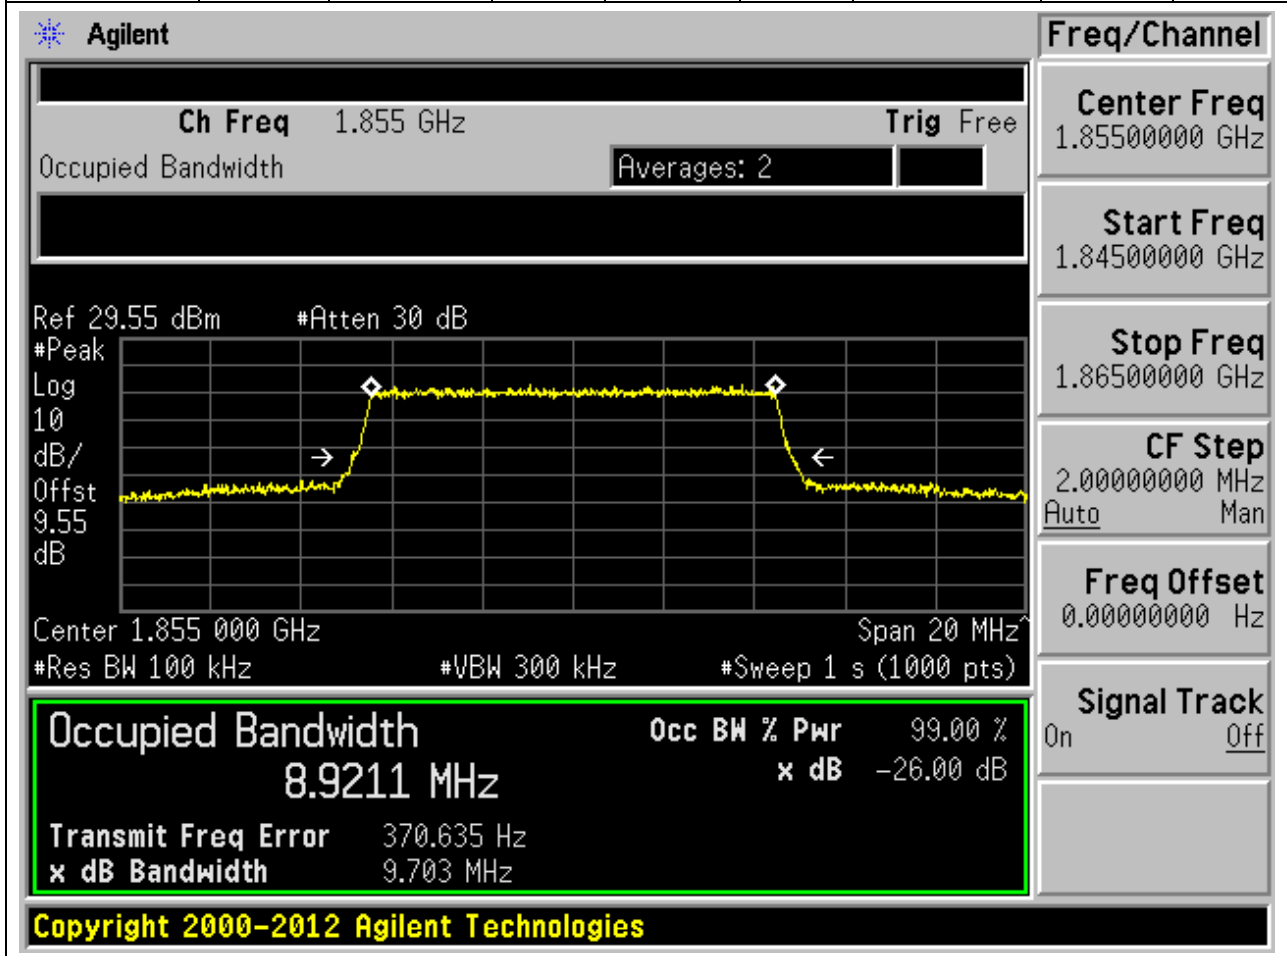 Agilent
Freq/Channel
Ch Freq 1.855 GHz Trig Free
Occupied Bandwidth Averages: 2
Center Freq
1.85500000 GHz
Start Freq
1.84500000 GHz
Stop Freq
1.86500000 GHz
CF Step
2.00000000 MHz
Auto Man
Freq Offset
0.00000000 Hz
Signal Track
On Off
Ref 29.55 dBm #Atten 30 dB
#Peak
Log
10
dB/
Offst
9.55
dB
Center 1.855 000 GHz Span 20 MHz^
#Res BW 100 kHz #VBW 300 kHz #Sweep 1 s (1000 pts)
Occupied Bandwidth Occ BW % Pwr 99.00 %
8.9211 MHz x dB -26.00 dB
Transmit Freq Error 370.635 Hz
x dB Bandwidth 9.703 MHz
Copyright 2000-2012 Agilent Technologies